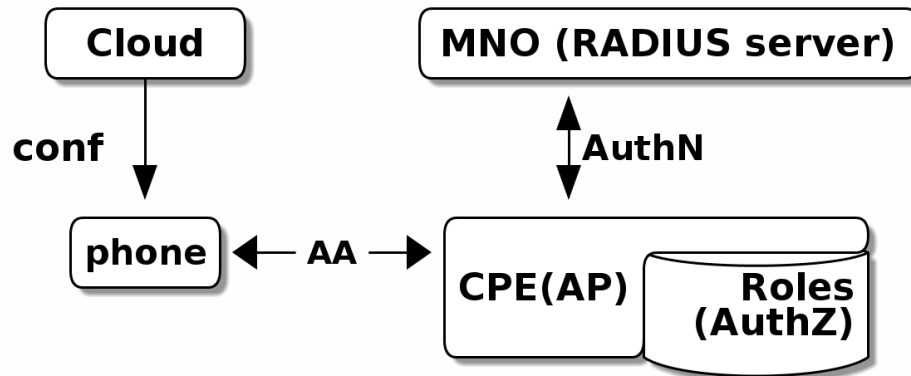 Cloud
MNO (RADIUS server)
conf
AuthN
phone
AA
CPE(AP)
Roles
(AuthZ)